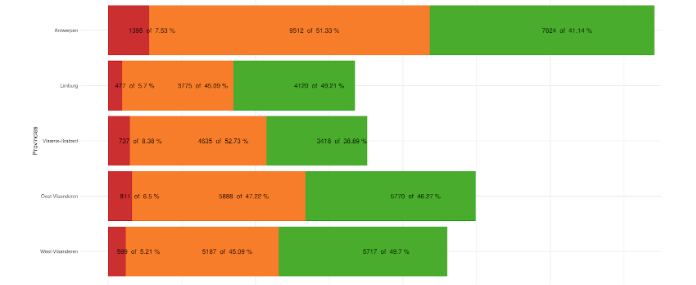 Provincies
Antwerpen 1395 of 7.53 % 9512 of 51.33 % 7624 of 41.14 %
Limburg 477 of 5.7 % 3775 of 45.09 % 4120 of 49.21 %
Vlaams-Brabant 737 of 8.38 % 4635 of 52.73 % 3418 of 38.89 %
Oost-Vlaanderen 811 of 6.5 % 5888 of 47.22 % 5770 of 46.27 %
West-Vlaanderen 599 of 5.21 % 5187 of 45.09 % 5717 of 49.7 %